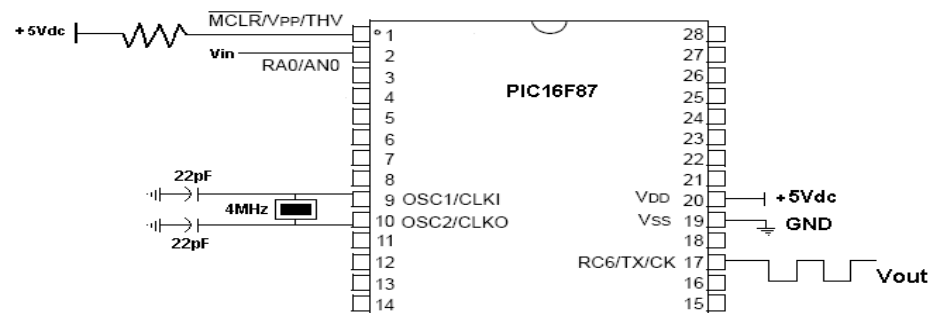 MCLR/VPP/THV
+5Vdc
1 28
Vin 2 27
RA0/AN0
3 26
4 25
PIC16F87
5 24
6 23
7 22
8 21
22pF
9 OSC1/CLKI VDD 20 +5Vdc
4MHz
10 OSC2/CLKO VSS 19 GND
22pF
11 18
12 RC6/TX/CK 17
Vout
13 16
14 15